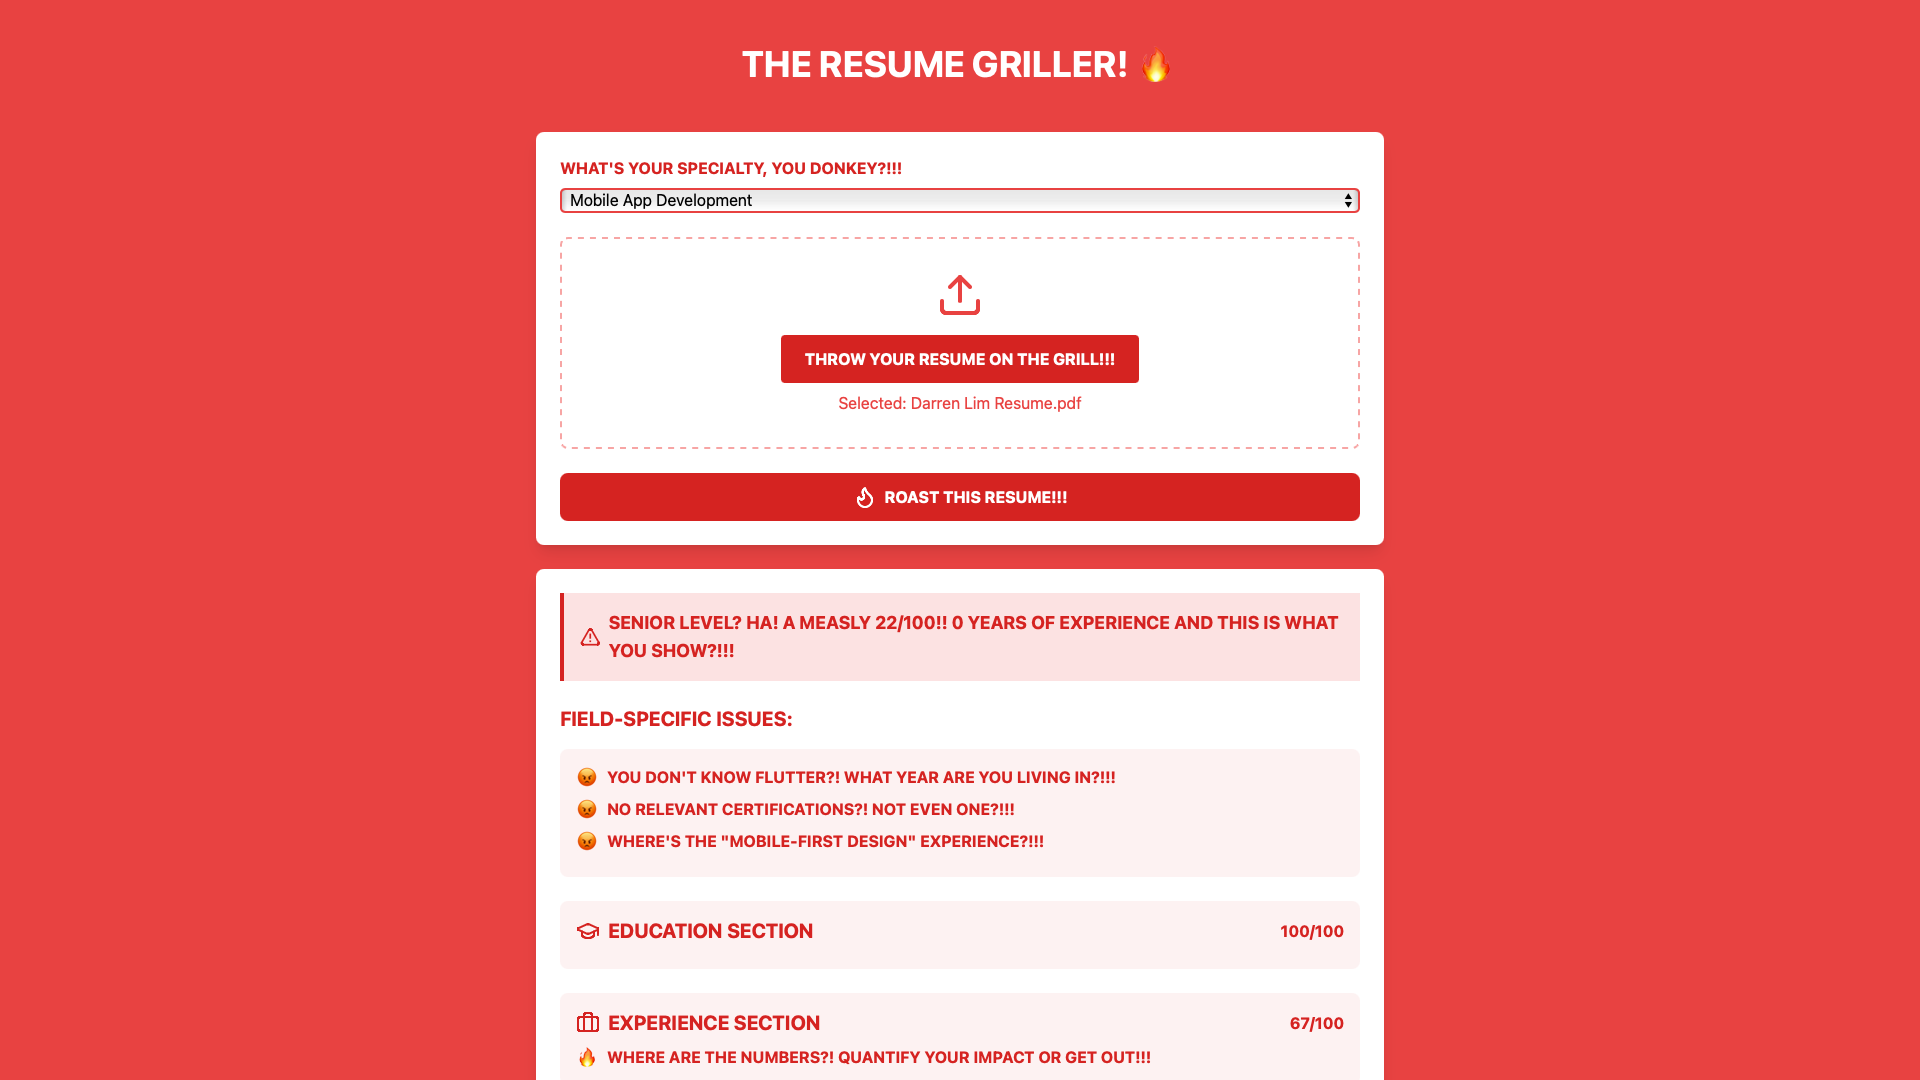 THE RESUME GRILLER! 🔥
WHAT'S YOUR SPECIALTY, YOU DONKEY?!!!
Mobile App Development
THROW YOUR RESUME ON THE GRILL!!!
Selected: Darren Lim Resume.pdf
ROAST THIS RESUME!!!
SENIOR LEVEL? HA! A MEASLY 22/100!! 0 YEARS OF EXPERIENCE AND THIS IS WHAT
YOU SHOW?!!!
FIELD-SPECIFIC ISSUES:
😡 YOU DON'T KNOW FLUTTER?! WHAT YEAR ARE YOU LIVING IN?!!!
😡 NO RELEVANT CERTIFICATIONS?! NOT EVEN ONE?!!!
😡 WHERE'S THE "MOBILE-FIRST DESIGN" EXPERIENCE?!!!
EDUCATION SECTION 100/100
EXPERIENCE SECTION 67/100
🔥 WHERE ARE THE NUMBERS?! QUANTIFY YOUR IMPACT OR GET OUT!!!